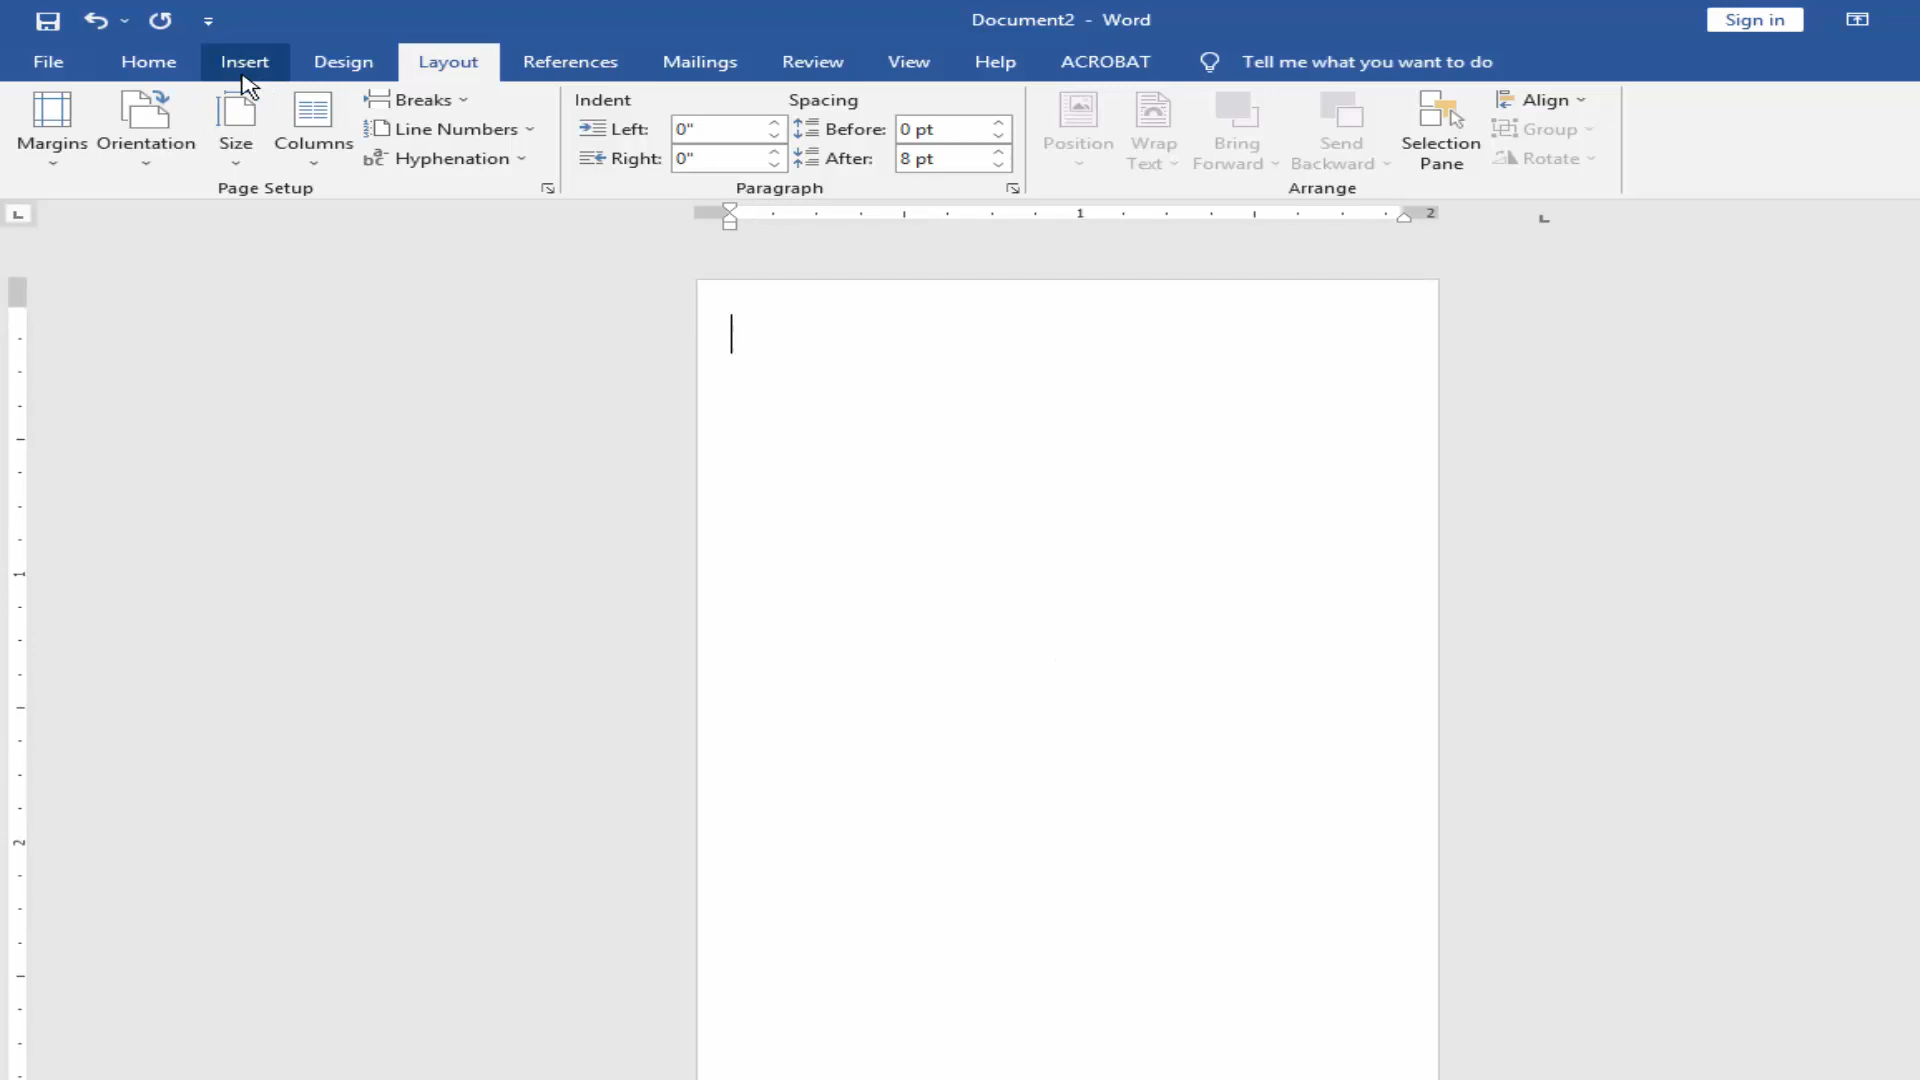 Document2 - Word
Sign in
File Home Insert Design Layout References Mailings Review View Help ACROBAT Tell me what you want to do
Margins Orientation Size Columns
Breaks
Line Numbers
Hyphenation
Page Setup
Indent
Left: 0"
Right: 0"
Spacing
Before: 0 pt
After: 8 pt
Paragraph
Position
Wrap
Text
Bring
Forward
Send
Backward
Selection
Pane
Align
Group
Rotate
Arrange
1 2
1
2